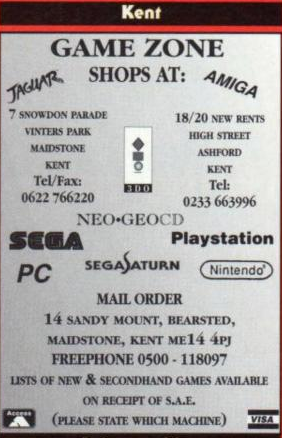 Kent
GAME ZONE
SHOPS AT:
JAGUAR
AMIGA
7 SNOWDON PARADE
VINTERS PARK
MAIDSTONE
KENT
Tel/Fax:
0622 766220
3DO
18/20 NEW RENTS
HIGH STREET
ASHFORD
KENT
Tel:
0233 663996
NEO•GEOCD
SEGA
Playstation
PC
SEGA SATURN
Nintendo
MAIL ORDER
14 SANDY MOUNT, BEARSTED,
MAIDSTONE, KENT ME14 4PJ
FREEPHONE 0500 - 118097
LISTS OF NEW & SECONDHAND GAMES AVAILABLE
ON RECEIPT OF S.A.E.
(PLEASE STATE WHICH MACHINE)
Access
VISA